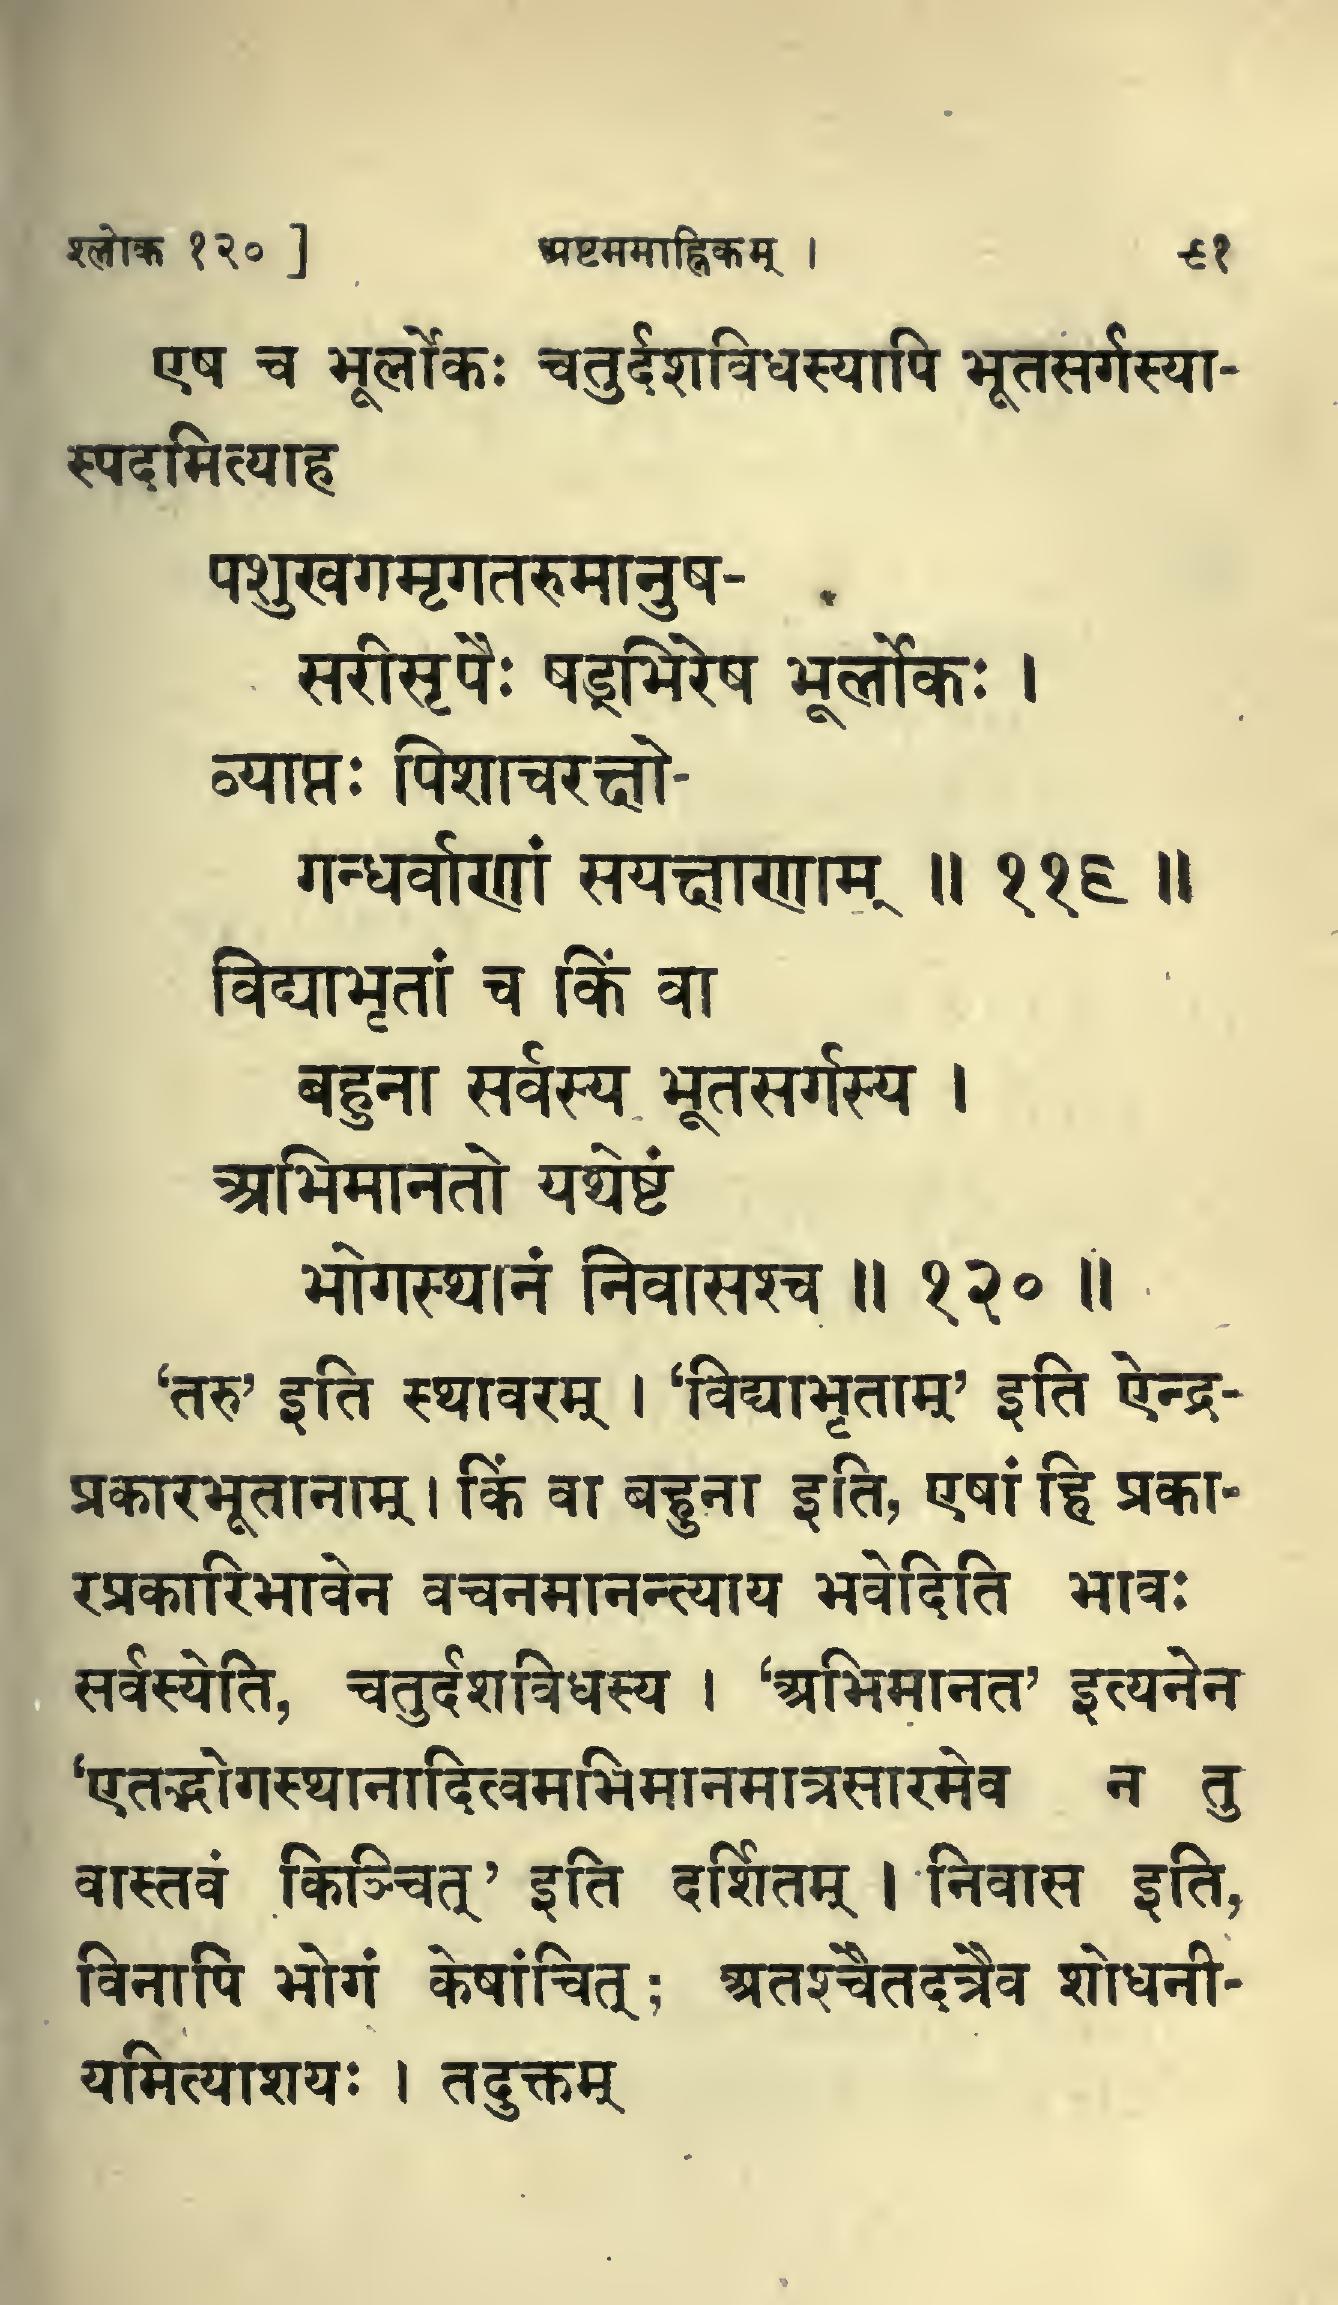 श्लोक १२० ] अष्टममाह्निकम् । ९१
एष च भूर्लोकः चतुर्दशविधस्यापि भूतसर्गस्या-
स्पदमित्याह
पशुखगमृगतरुमानुष-
सरीसृपैः षड्भिरेष भूर्लोकः ।
व्याप्तः पिशाचरक्षो-
गन्धर्वाणां सयक्षाणाम् ॥ ११९ ॥
विद्याभृतां च किं वा
बहुना सर्वस्य भूतसर्गस्य ।
अभिमानतो यथेष्टं
भोगस्थानं निवासश्च ॥ १२० ॥
‘तरु’ इति स्थावरम् । ‘विद्याभृताम्’ इति ऐन्द्र-
प्रकारभूतानाम् । किं वा बहुना इति, एषां हि प्रका-
रप्रकारिभावेन वचनमानन्त्याय भवेदिति भावः
सर्वस्येति, चतुर्दशविधस्य । ‘अभिमानत’ इत्यनेन
‘एतद्भोगस्थानादित्वमभिमानमात्रसारमेव न तु
वास्तवं किञ्चित्’ इति दर्शितम् । निवास इति,
विनापि भोगं केषांचित्; अतश्चैतदत्रैव शोधनी-
यमित्याशयः । तदुक्तम्